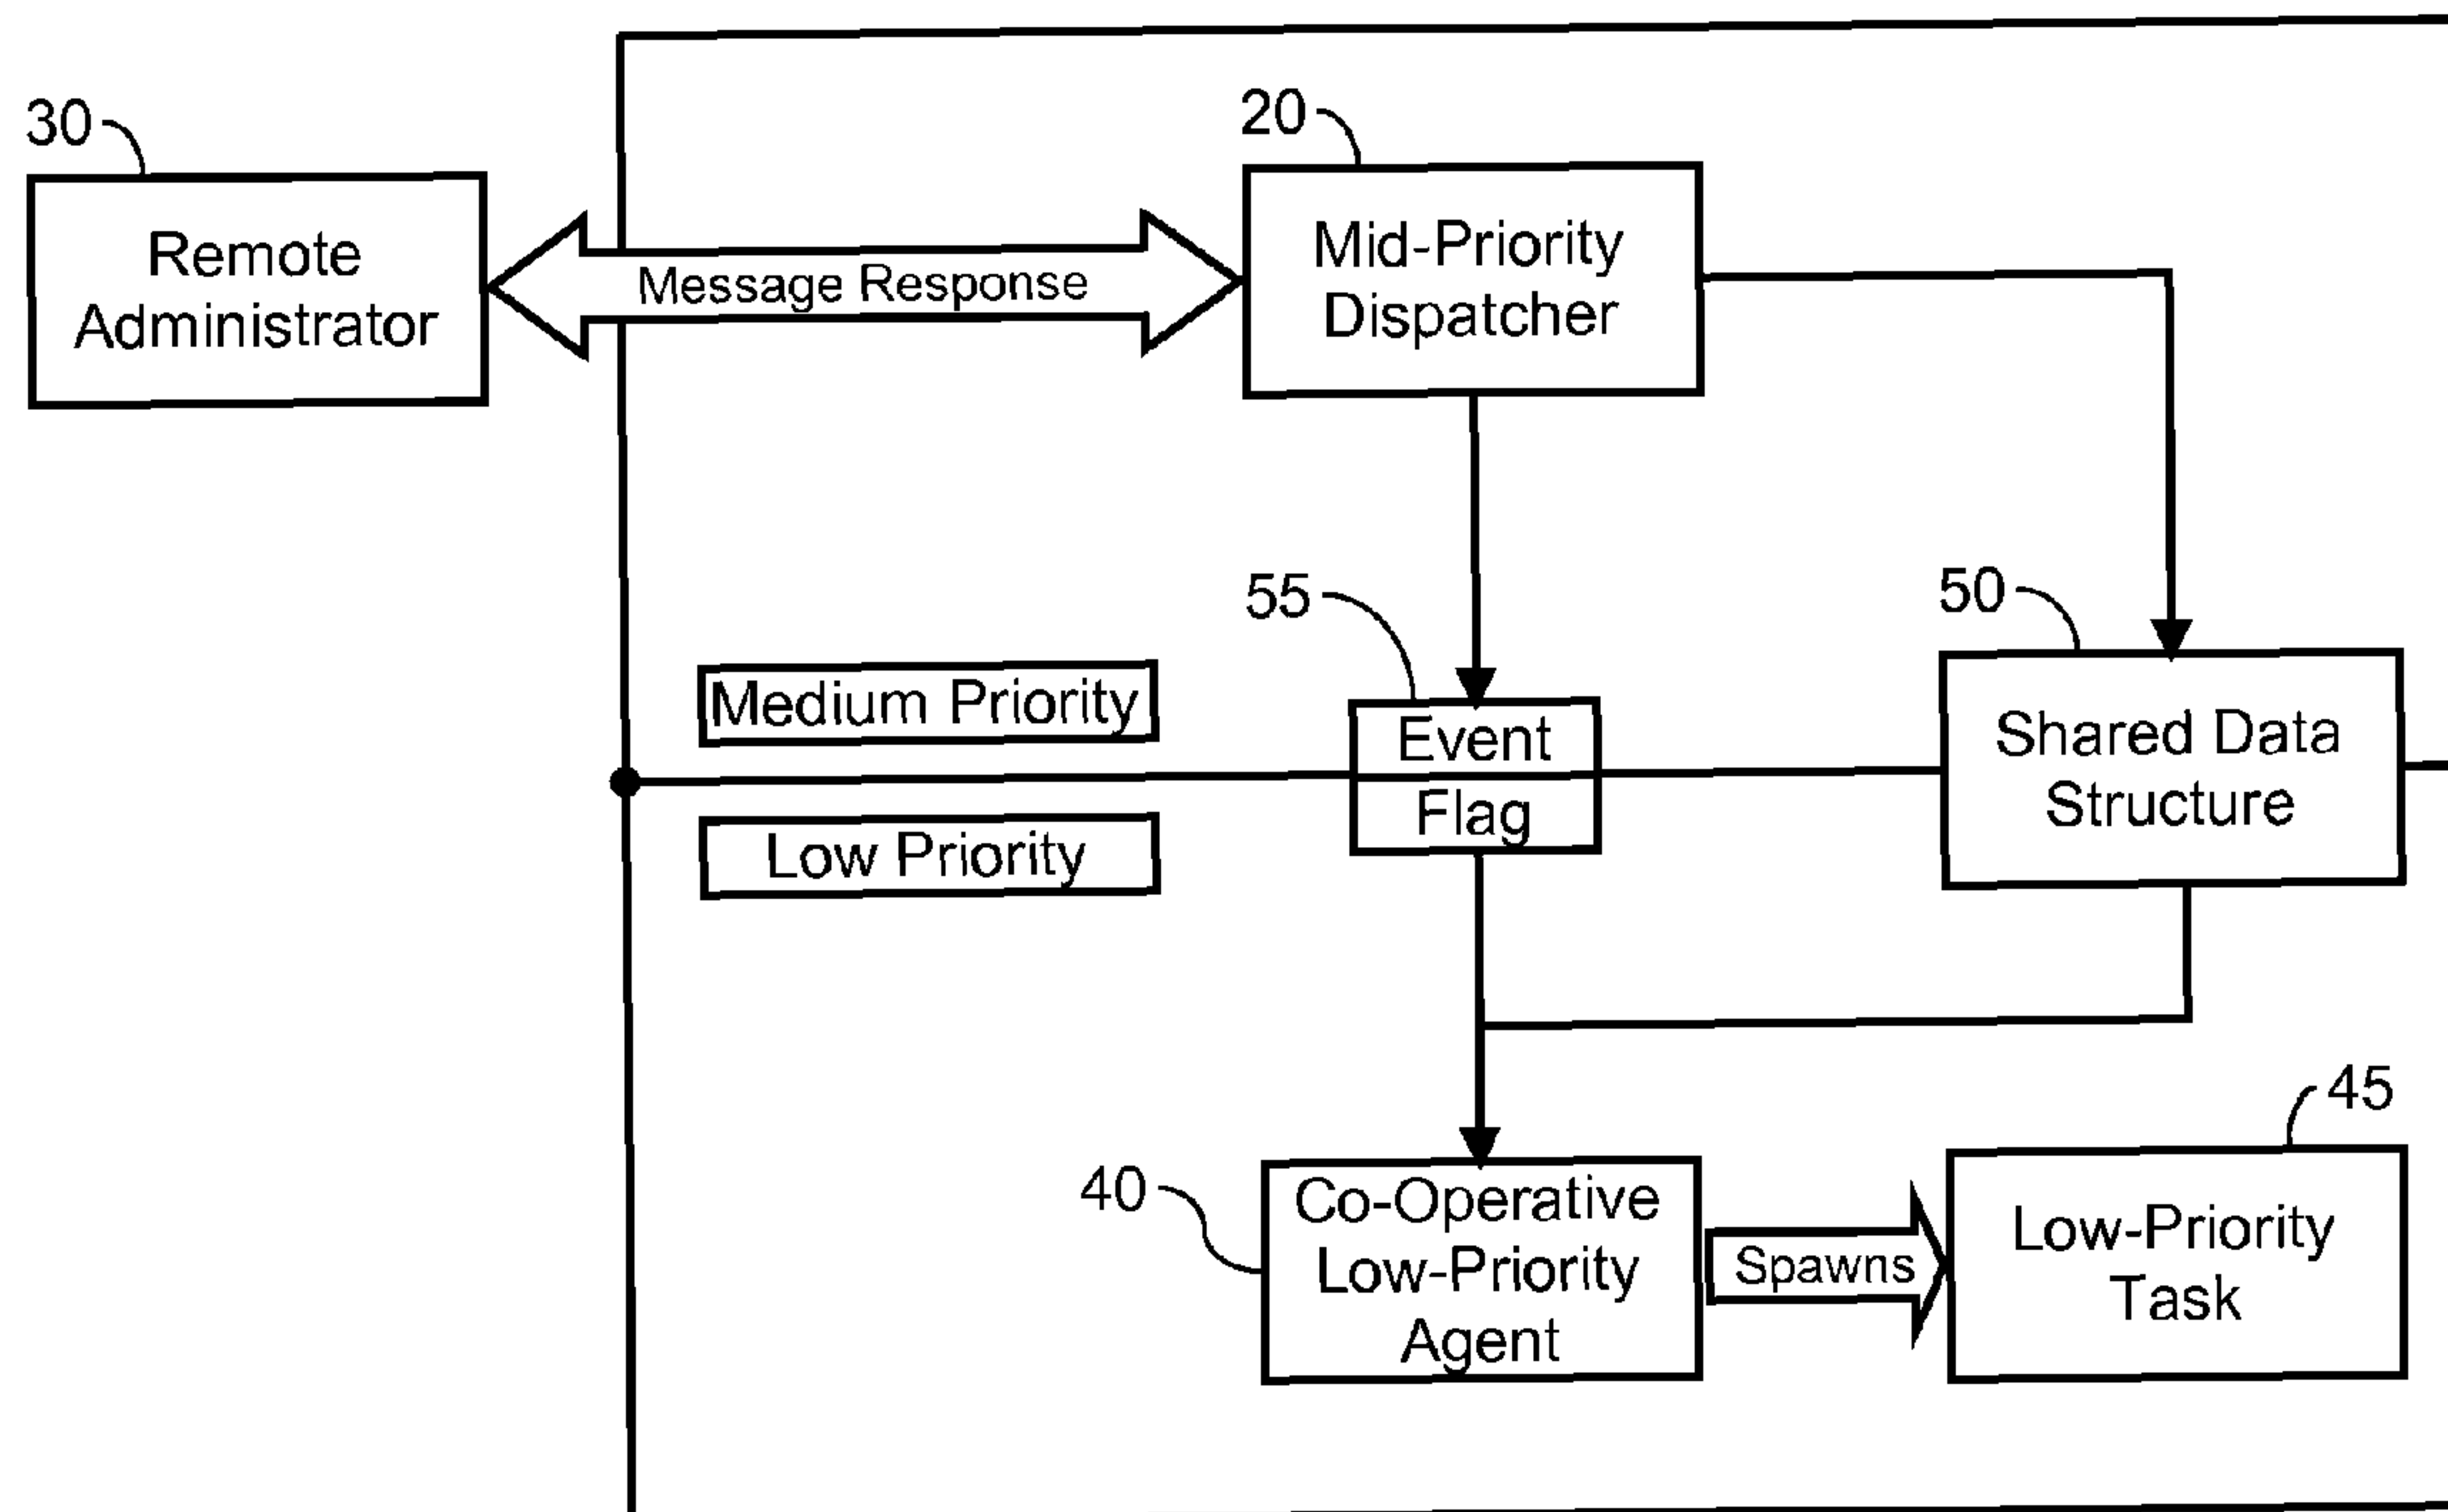 30
20
Remote
Administrator
Message Response
Mid-Priority
Dispatcher
55
50
Medium Priority
Event
Flag
Low Priority
Shared Data
Structure
45
40
Co-Operative
Low-Priority
Agent
Spawns
Low-Priority
Task